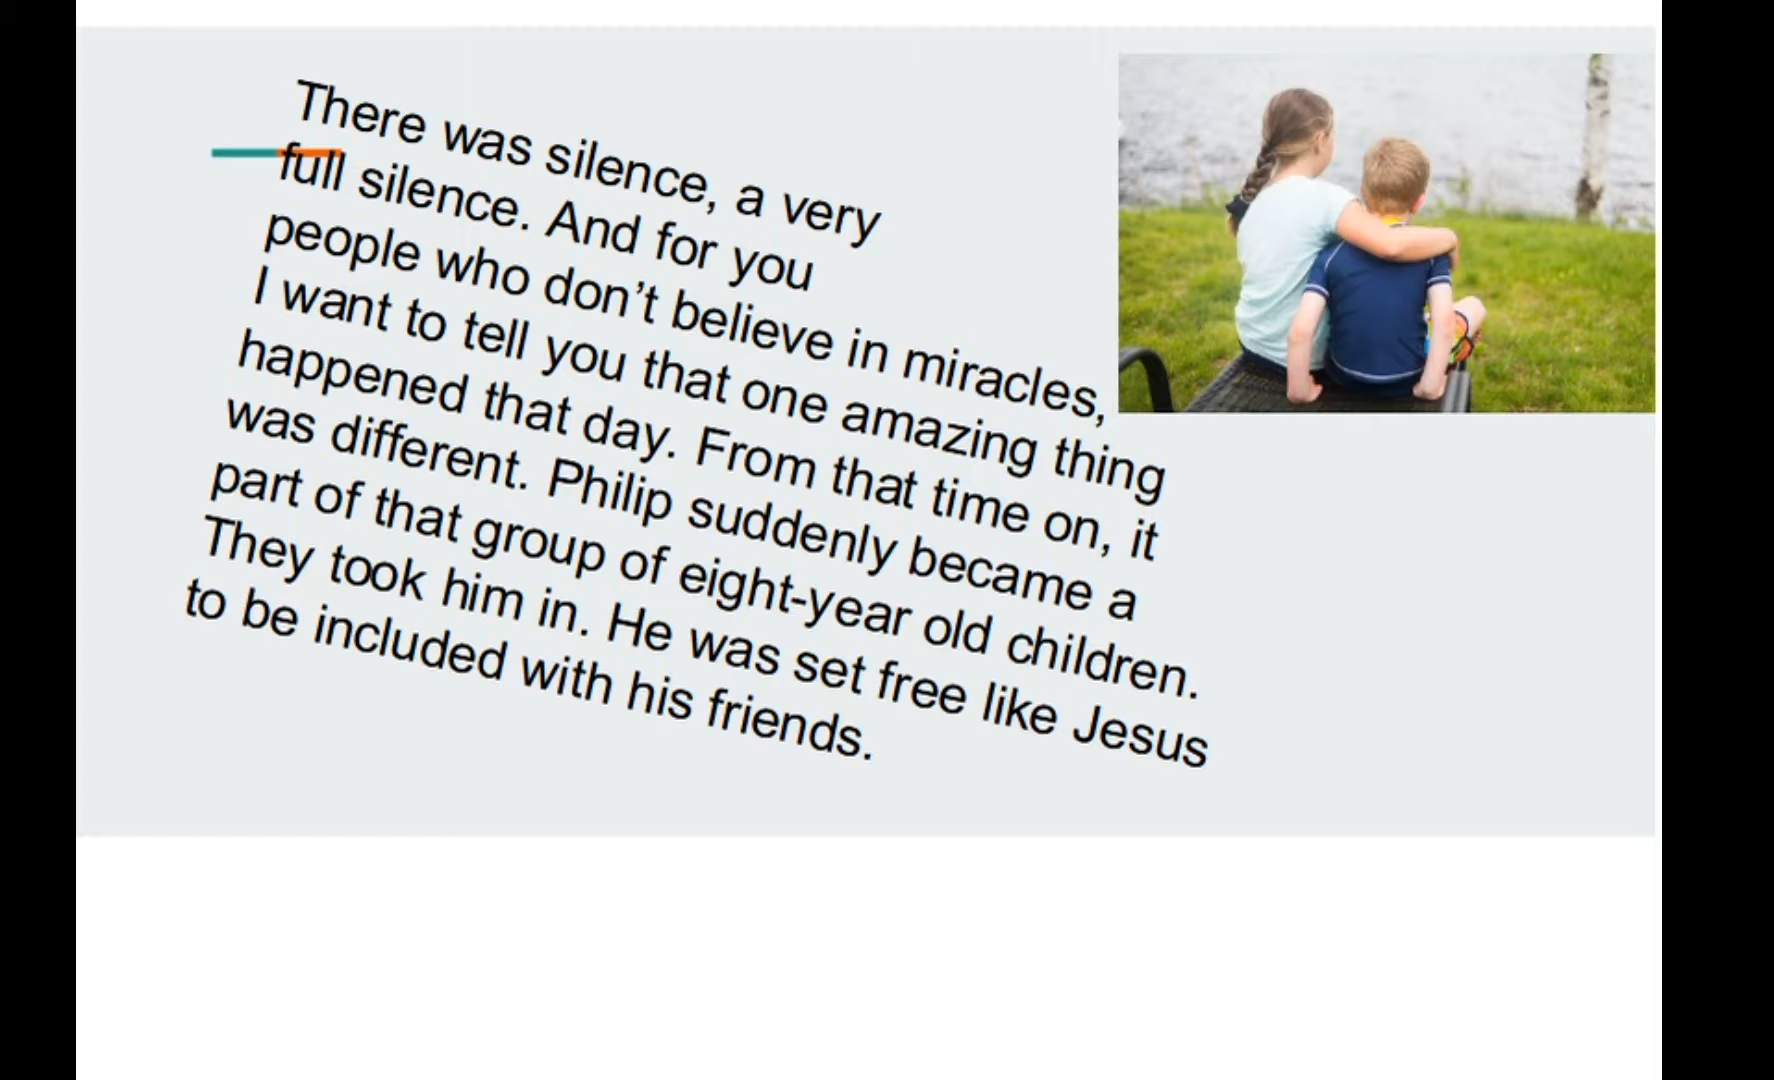 There was silence, a very
full silence. And for you
people who don’t believe in miracles,
I want to tell you that one amazing thing
happened that day. From that time on, it
was different. Philip suddenly became a
part of that group of eight-year old children.
They took him in. He was set free like Jesus
to be included with his friends.